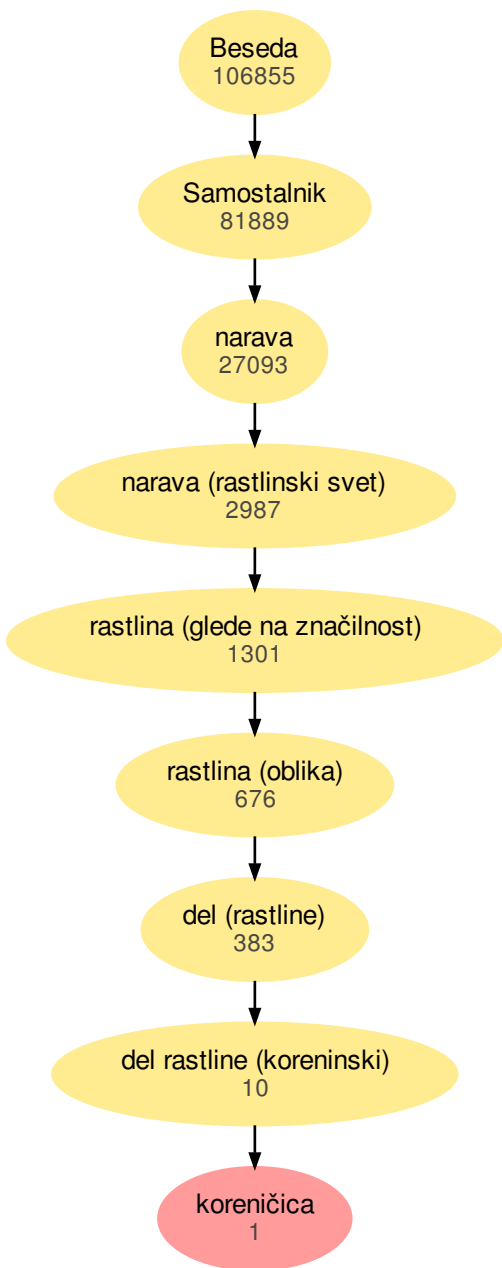 Beseda
106855
Samostalnik
81889
narava
27093
narava (rastlinski svet)
2987
rastlina (glede na značilnost)
1301
rastlina (oblika)
676
del (rastline)
383
del rastline (koreninski)
10
koreničica
1